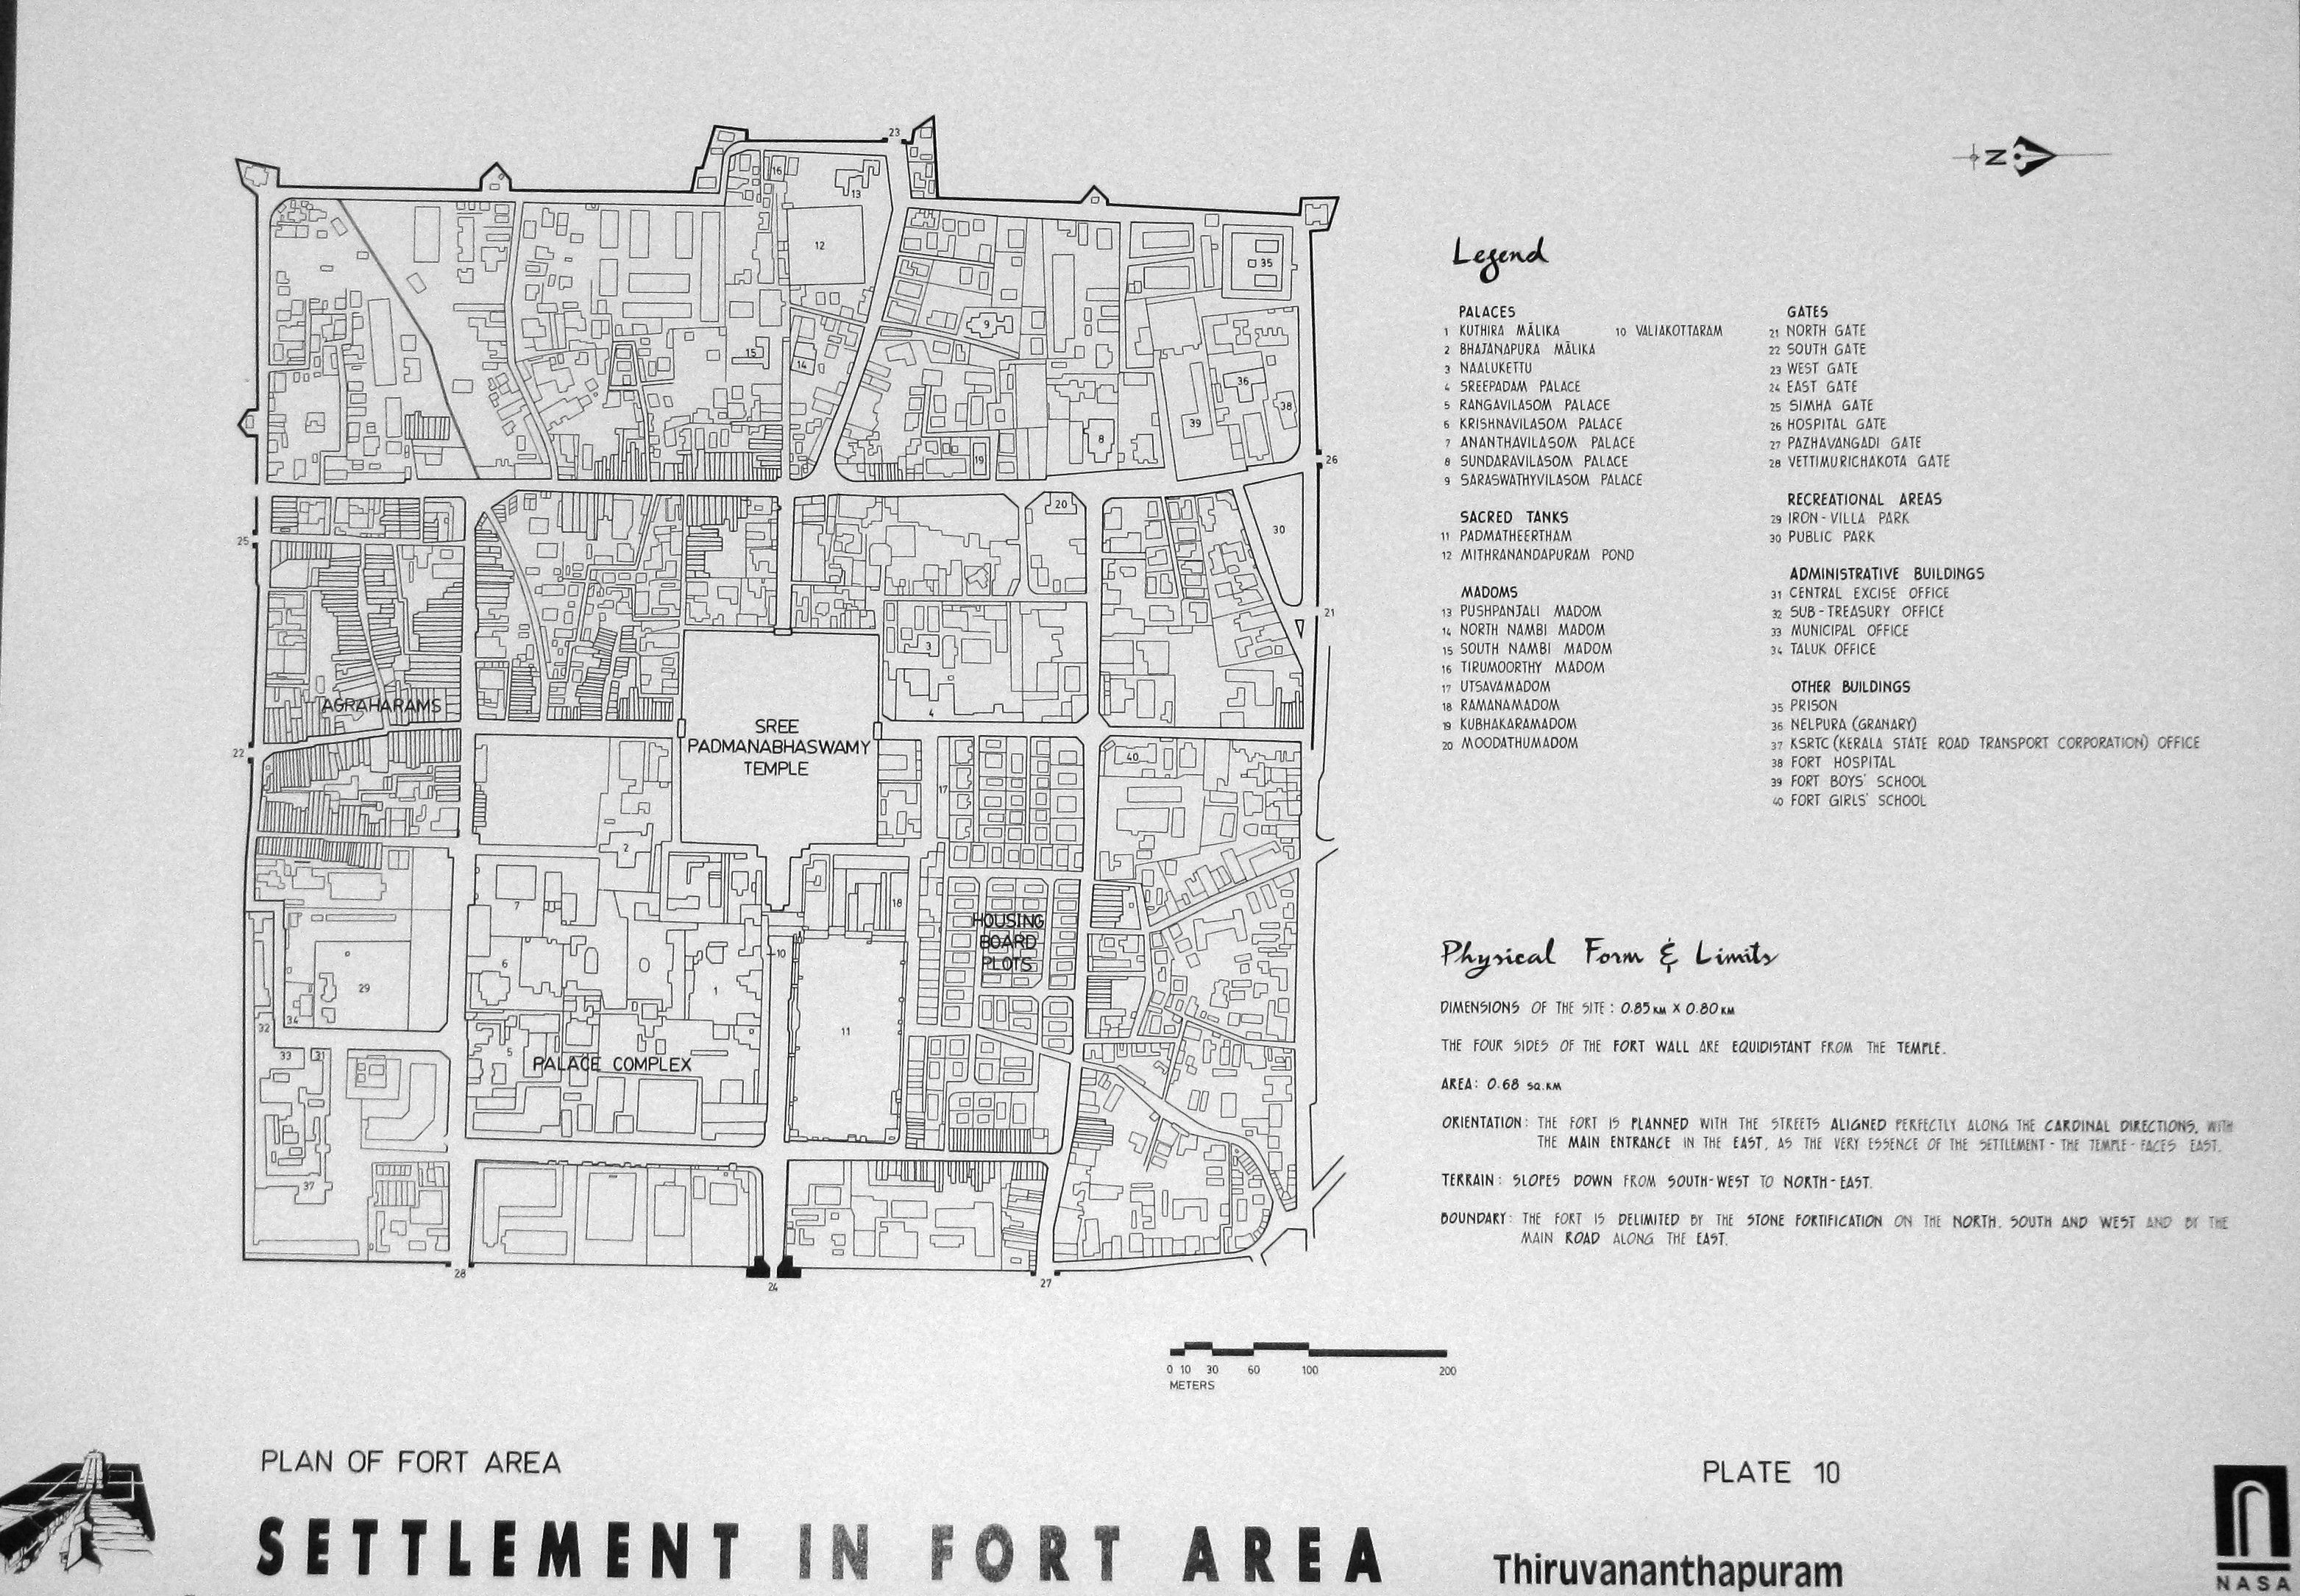 23
16
13
12
35
9
15
14
36
38
39
8
19
26
20
30
25
21
3
AGRAHARAMS
4
SREE
PADMANABHASWAMY
TEMPLE
22
40
17
2
7
18
HOUSING
BOARD
PLOTS
6
10
29
1
34
32
11
33
31
5
PALACE COMPLEX
37
28
24
27
N
Legend
PALACES
1 KUTHIRA MĀLIKA
2 BHAJANAPURA MĀLIKA
3 NAALUKETTU
4 SREEPADAM PALACE
5 RANGAVILASOM PALACE
6 KRISHNAVILASOM PALACE
7 ANANTHAVILASOM PALACE
8 SUNDARAVILASOM PALACE
9 SARASWATHYVILASOM PALACE
10 VALIAKOTTARAM
SACRED TANKS
11 PADMATHEERTHAM
12 MITHRANANDAPURAM POND
MADOMS
13 PUSHPANJALI MADOM
14 NORTH NAMBI MADOM
15 SOUTH NAMBI MADOM
16 TIRUMOORTHY MADOM
17 UTSAVAMADOM
18 RAMANAMADOM
19 KUBHAKARAMADOM
20 MOODATHUMADOM
GATES
21 NORTH GATE
22 SOUTH GATE
23 WEST GATE
24 EAST GATE
25 SIMHA GATE
26 HOSPITAL GATE
27 PAZHAVANGADI GATE
28 VETTIMURICHAKOTA GATE
RECREATIONAL AREAS
29 IRON-VILLA PARK
30 PUBLIC PARK
ADMINISTRATIVE BUILDINGS
31 CENTRAL EXCISE OFFICE
32 SUB-TREASURY OFFICE
33 MUNICIPAL OFFICE
34 TALUK OFFICE
OTHER BUILDINGS
35 PRISON
36 NELPURA (GRANARY)
37 KSRTC (KERALA STATE ROAD TRANSPORT CORPORATION) OFFICE
38 FORT HOSPITAL
39 FORT BOYS' SCHOOL
40 FORT GIRLS' SCHOOL
Physical Form & Limits
DIMENSIONS OF THE SITE : 0.85 KM X 0.80 KM
THE FOUR SIDES OF THE FORT WALL ARE EQUIDISTANT FROM THE TEMPLE.
AREA: 0.68 SQ.KM
ORIENTATION: THE FORT IS PLANNED WITH THE STREETS ALIGNED PERFECTLY ALONG THE CARDINAL DIRECTIONS, WITH
THE MAIN ENTRANCE IN THE EAST, AS THE VERY ESSENCE OF THE SETTLEMENT - THE TEMPLE - FACES EAST.
TERRAIN: SLOPES DOWN FROM SOUTH-WEST TO NORTH-EAST.
BOUNDARY: THE FORT IS DELIMITED BY THE STONE FORTIFICATION ON THE NORTH, SOUTH AND WEST AND BY THE
MAIN ROAD ALONG THE EAST.
0 10 30 60 100 200
METERS
PLAN OF FORT AREA
PLATE 10
SETTLEMENT IN FORT AREA
Thiruvananthapuram
NASA